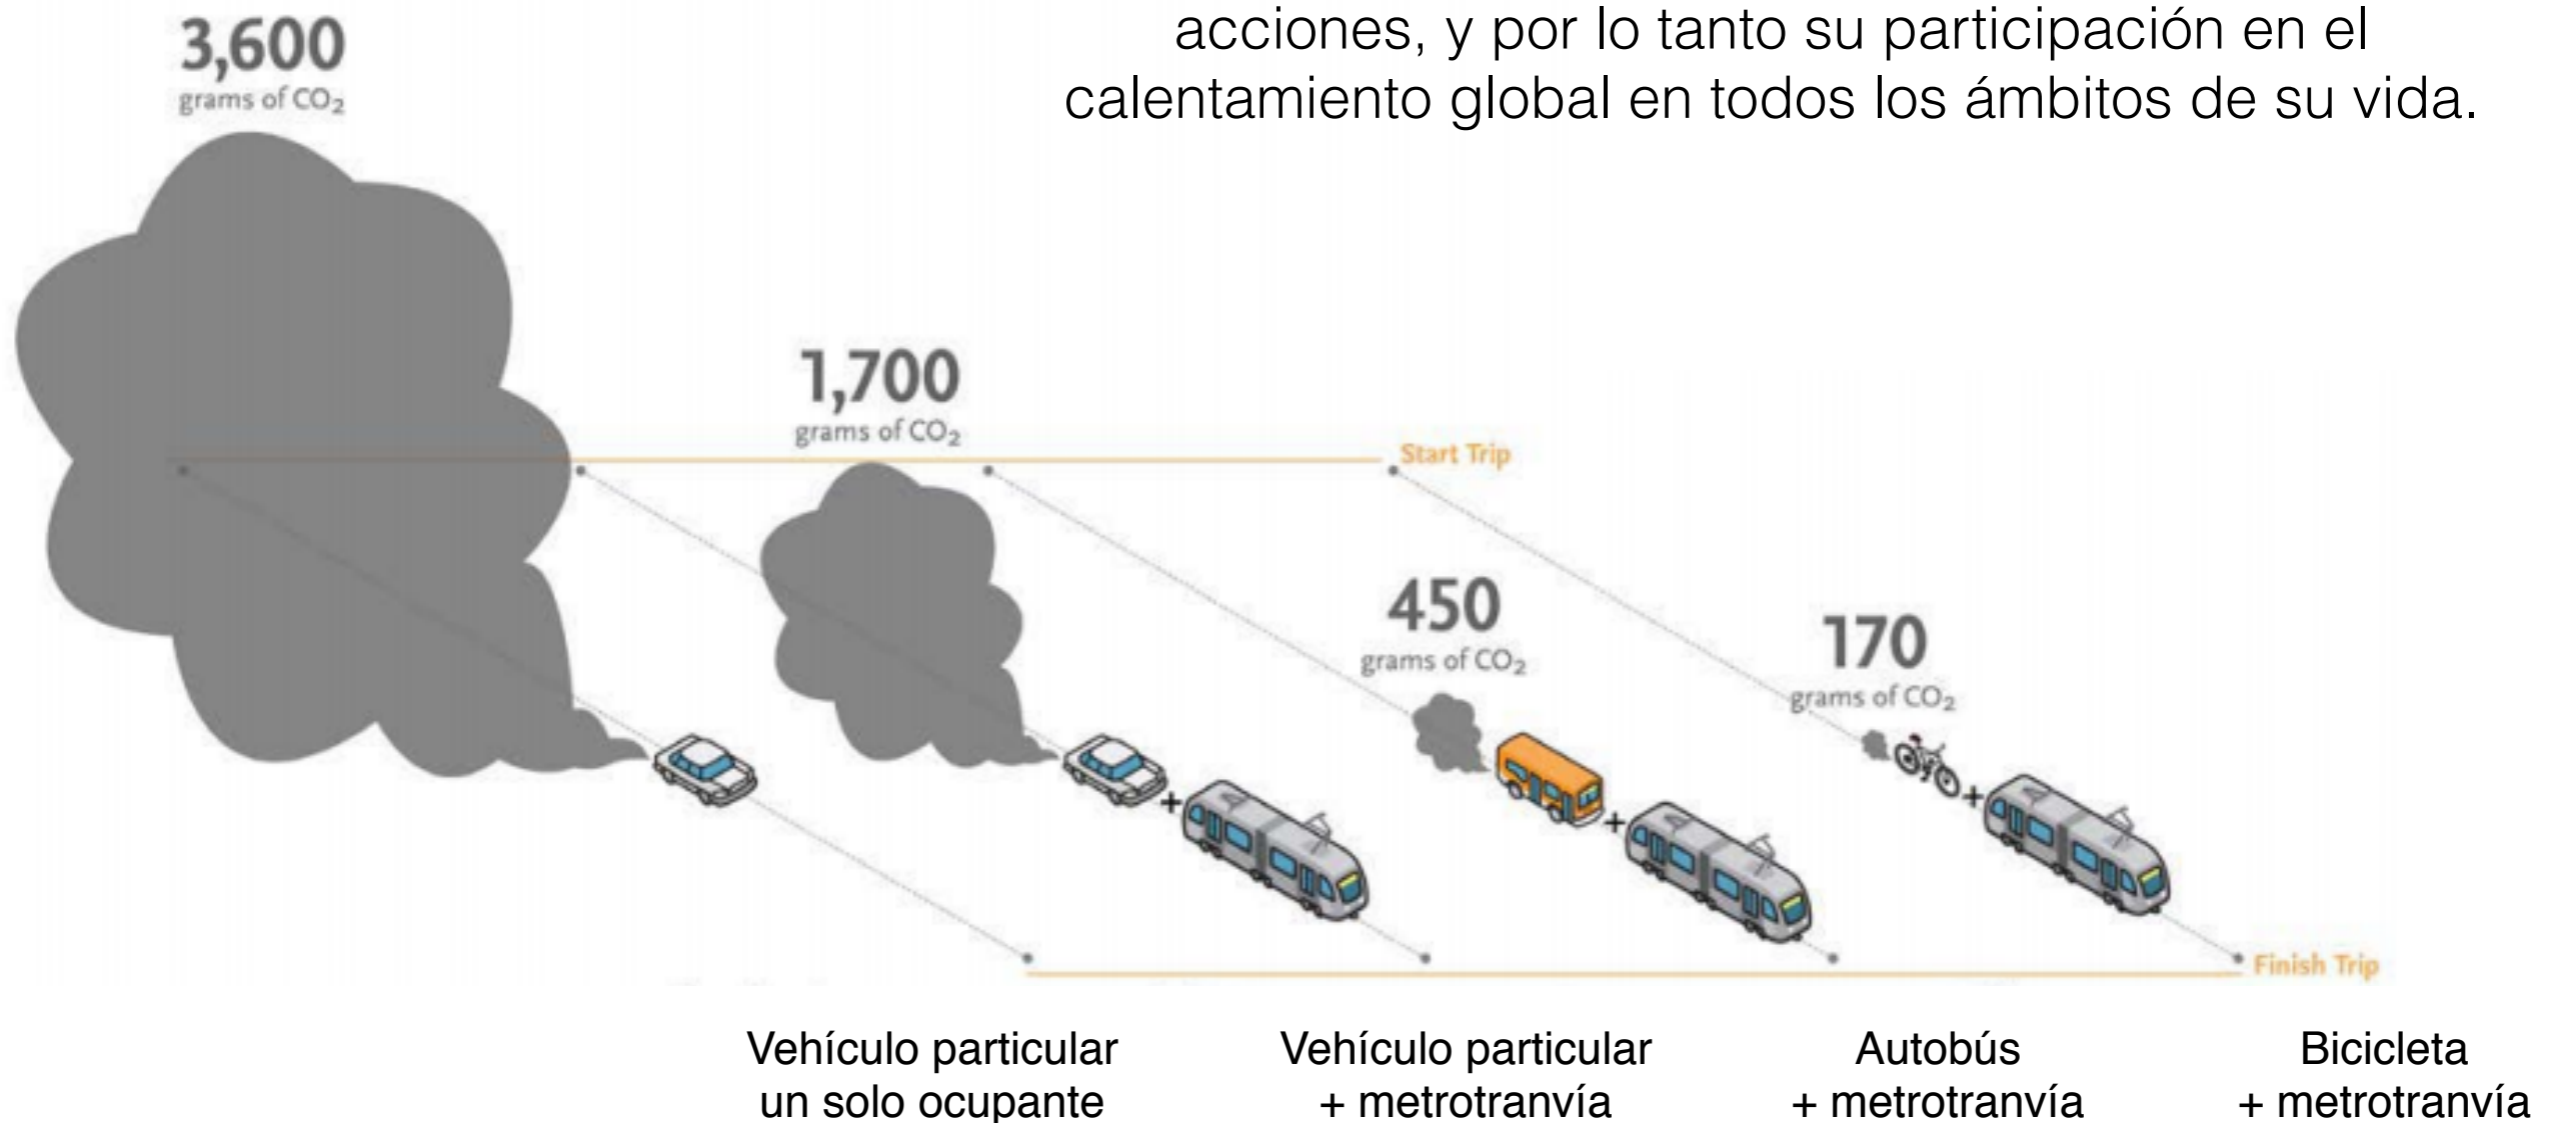 acciones, y por lo tanto su participación en el
calentamiento global en todos los ámbitos de su vida.
3,600
grams of CO₂
1,700
grams of CO₂
Start Trip
450
grams of CO₂
170
grams of CO₂
Finish Trip
Vehículo particular
un solo ocupante
Vehículo particular
+ metrotranvía
Autobús
+ metrotranvía
Bicicleta
+ metrotranvía